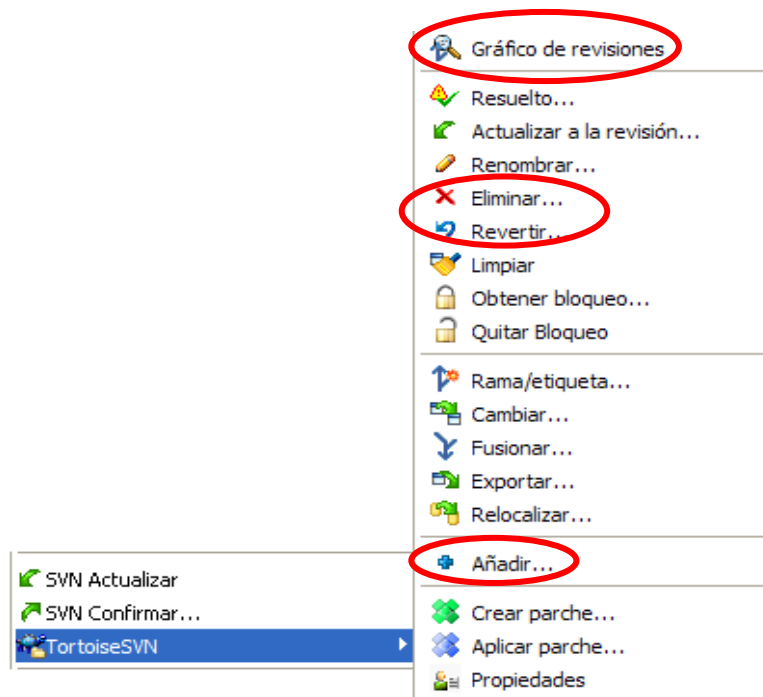 Gráfico de revisiones
Resuelto...
Actualizar a la revisión...
Renombrar...
Eliminar...
Revertir...
Limpiar
Obtener bloqueo...
Quitar Bloqueo
Rama/etiqueta...
Cambiar...
Fusionar...
Exportar...
Relocalizar...
Añadir...
Crear parche...
Aplicar parche...
Propiedades
SVN Actualizar
SVN Confirmar...
TortoiseSVN